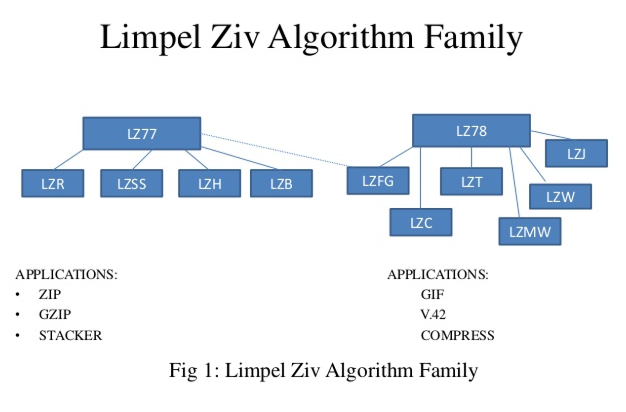 Limpel Ziv Algorithm Family
LZ77
LZ78
LZR
LZSS
LZH
LZB
LZFG
LZT
LZJ
LZW
LZC
LZMW
APPLICATIONS:
• ZIP
• GZIP
• STACKER
APPLICATIONS:
GIF
V.42
COMPRESS
Fig 1: Limpel Ziv Algorithm Family